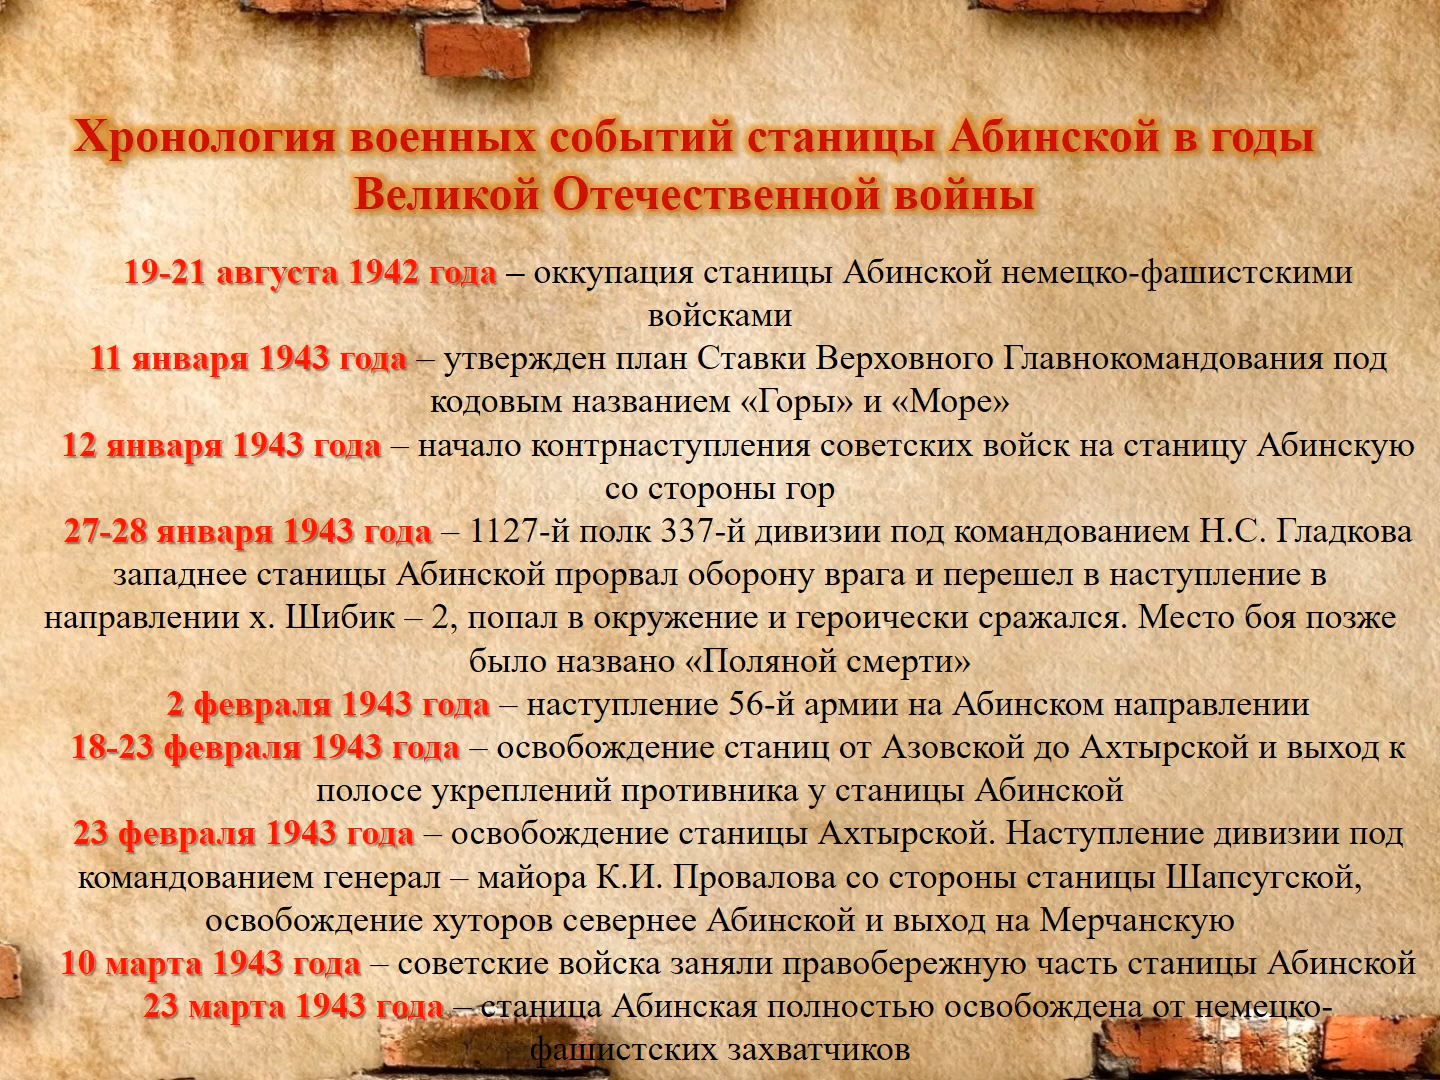 Хронология военных событий станицы Абинской в годы
Великой Отечественной войны
19-21 августа 1942 года – оккупация станицы Абинской немецко-фашистскими
войсками
11 января 1943 года – утвержден план Ставки Верховного Главнокомандования под
кодовым названием «Горы» и «Море»
12 января 1943 года – начало контрнаступления советских войск на станицу Абинскую
со стороны гор
27-28 января 1943 года – 1127-й полк 337-й дивизии под командованием Н.С. Гладкова
западнее станицы Абинской прорвал оборону врага и перешел в наступление в
направлении х. Шибик – 2, попал в окружение и героически сражался. Место боя позже
было названо «Поляной смерти»
2 февраля 1943 года – наступление 56-й армии на Абинском направлении
18-23 февраля 1943 года – освобождение станиц от Азовской до Ахтырской и выход к
полосе укреплений противника у станицы Абинской
23 февраля 1943 года – освобождение станицы Ахтырской. Наступление дивизии под
командованием генерал – майора К.И. Провалова со стороны станицы Шапсугской,
освобождение хуторов севернее Абинской и выход на Мерчанскую
10 марта 1943 года – советские войска заняли правобережную часть станицы Абинской
23 марта 1943 года – станица Абинская полностью освобождена от немецко-
фашистских захватчиков